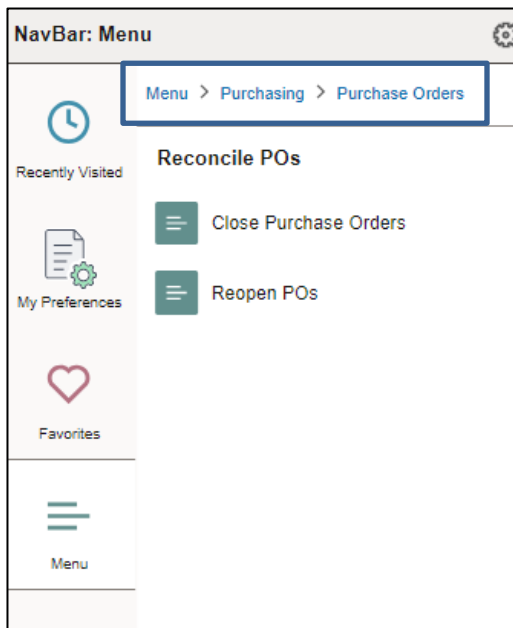 NavBar: Menu
Menu > Purchasing > Purchase Orders
Recently Visited
Reconcile POs
Close Purchase Orders
My Preferences
Reopen POs
Favorites
Menu